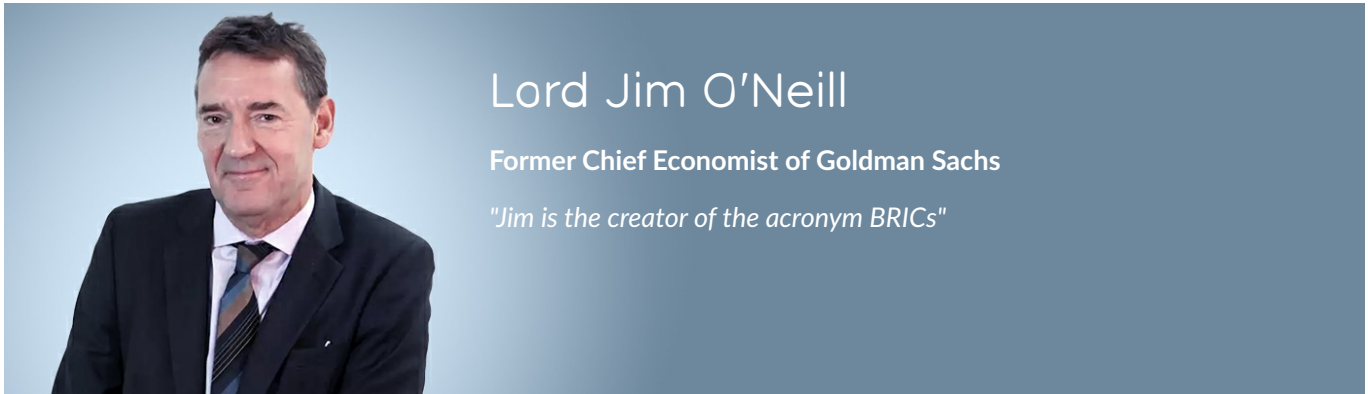 Lord Jim O'Neill
Former Chief Economist of Goldman Sachs
"Jim is the creator of the acronym BRICs"